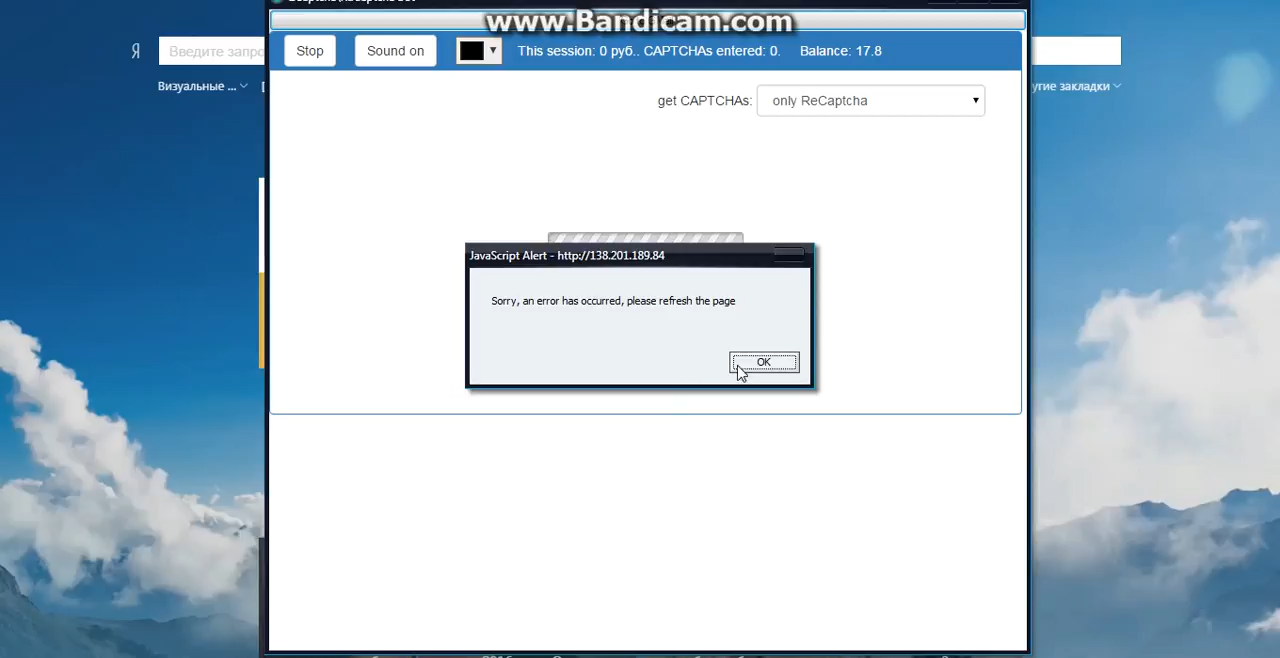 www.Bandicam.com
Я
Введите запро
Stop
Sound on
This session: 0 руб.. CAPTCHAs entered: 0.
Balance: 17.8
Визуальные ...
угие закладки
get CAPTCHAs:
only ReCaptcha
JavaScript Alert - http://138.201.189.84
Sorry, an error has occurred, please refresh the page
OK